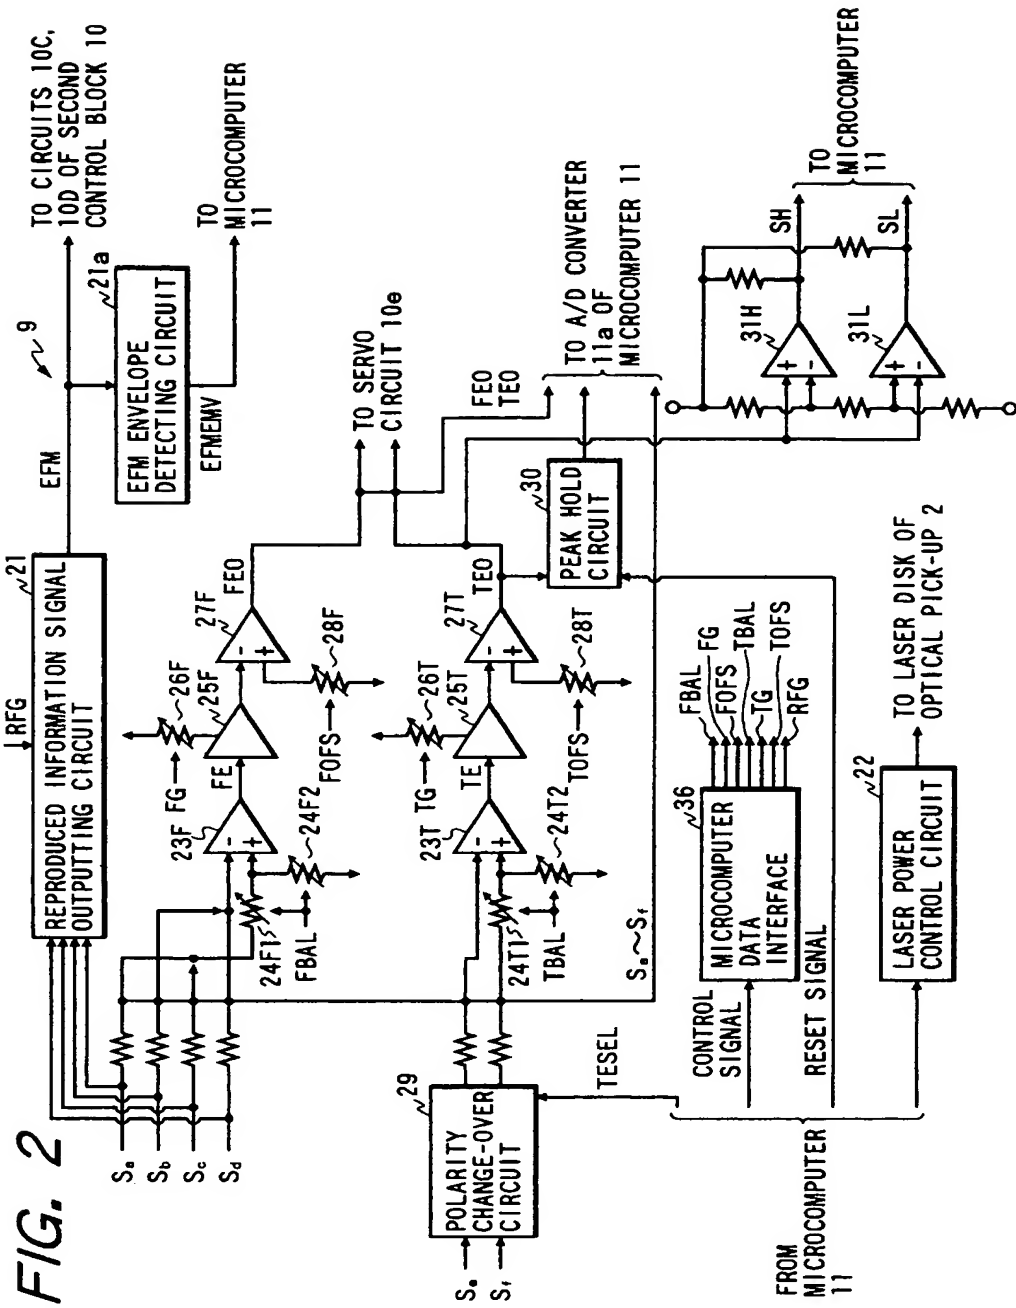 FIG. 2
9
RFG
21
REPRODUCED INFORMATION SIGNAL
OUTPUTTING CIRCUIT
EFM
TO CIRCUITS 10C,
10D OF SECOND
CONTROL BLOCK 10
21a
EFM ENVELOPE
DETECTING CIRCUIT
EFMEMV
TO
MICROCOMPUTER
11
Sa
Sb
Sc
Sd
FG
26F
25F
FE
23F
24F2
24F1
FBAL
27F
FEO
28F
FOFS
TO SERVO
CIRCUIT 10e
FEO
TEO
TG
26T
25T
TE
23T
24T2
24T1
TBAL
27T
TEO
28T
TOFS
30
PEAK HOLD
CIRCUIT
TO A/D CONVERTER
11a OF
MICROCOMPUTER 11
Sa~Sf
31H
31L
SH
SL
TO
MICROCOMPUTER
11
29
POLARITY
CHANGE-OVER
CIRCUIT
Se
Sf
TESEL
CONTROL
SIGNAL
36
MICROCOMPUTER
DATA
INTERFACE
FBAL
FG
FOFS
TBAL
TG
TOFS
RFG
RESET SIGNAL
22
LASER POWER
CONTROL CIRCUIT
TO LASER DISK OF
OPTICAL PICK-UP 2
FROM
MICROCOMPUTER
11